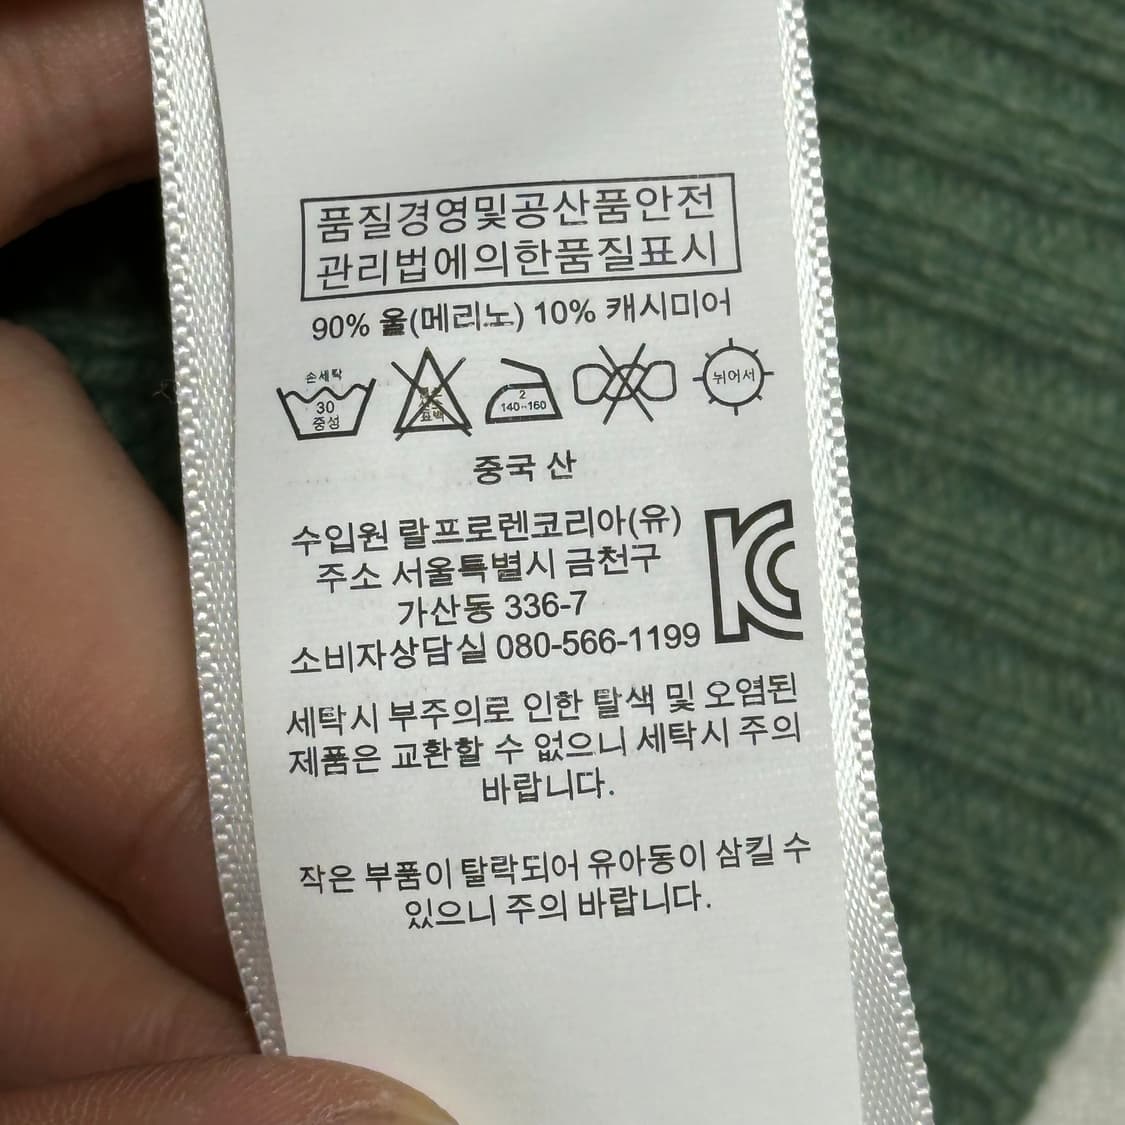 품질경영및공산품안전
관리법에의한품질표시
90% 울(메리노) 10% 캐시미어
손세탁
30
중성
표백
2
140~160
뉘어서
중국 산
수입원 랄프로렌코리아(유)
주소 서울특별시 금천구
가산동 336-7
소비자상담실 080-566-1199
KC
세탁시 부주의로 인한 탈색 및 오염된
제품은 교환할 수 없으니 세탁시 주의
바랍니다.
작은 부품이 탈락되어 유아동이 삼킬 수
있으니 주의 바랍니다.